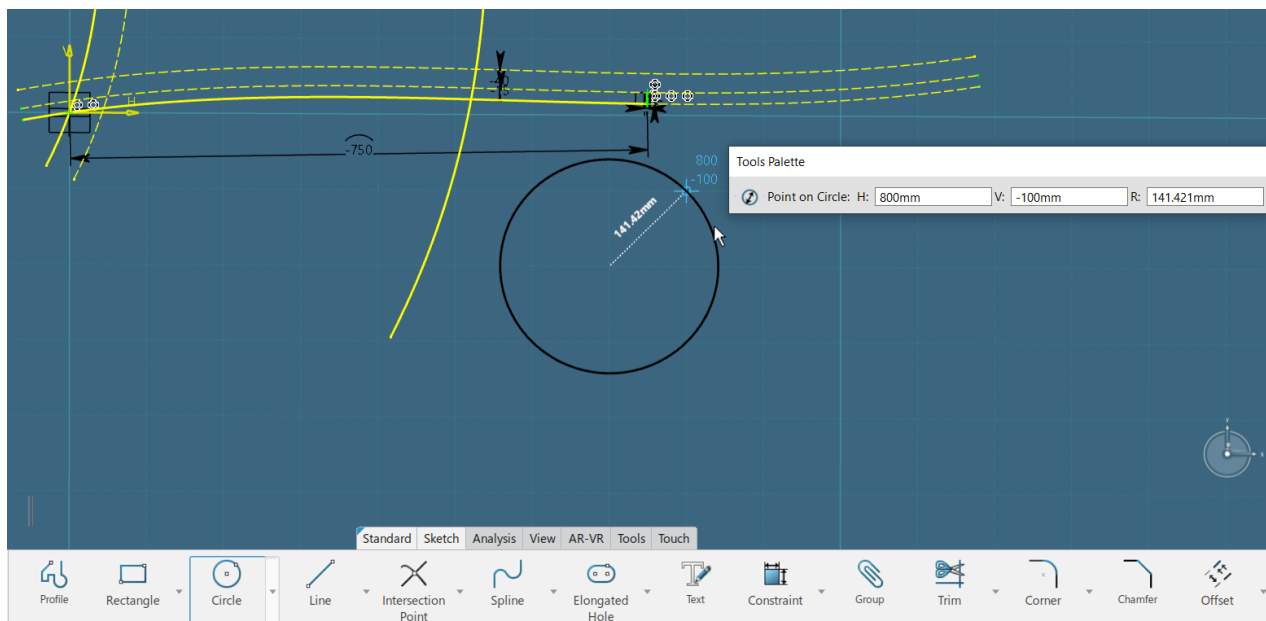 V
H
-750
800
-100
141.42mm
Tools Palette
Point on Circle: H: 800mm V: -100mm R: 141.421mm
Y
x
Standard Sketch Analysis View AR-VR Tools Touch
Profile Rectangle Circle Line Intersection Point Spline Elongated Hole Text Constraint Group Trim Corner Chamfer Offset